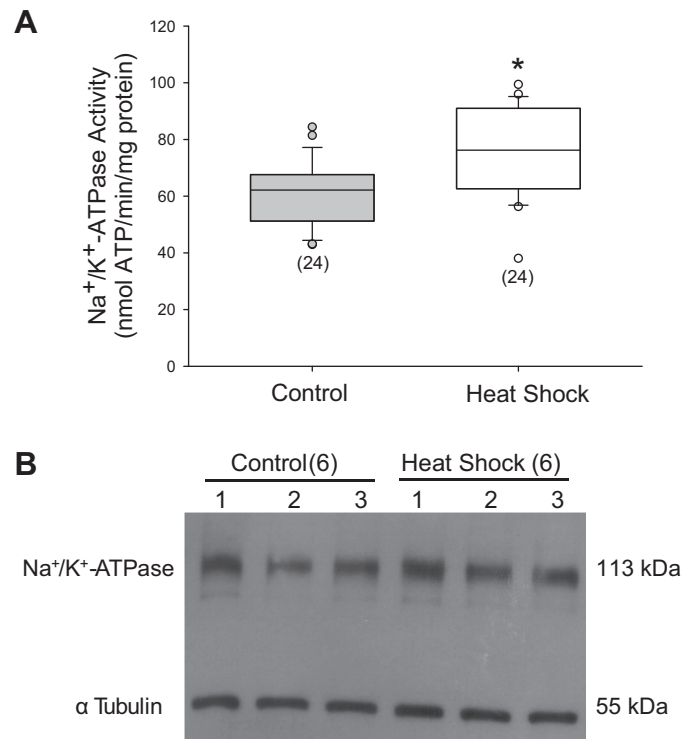 A
Na⁺/K⁺-ATPase Activity
(nmol ATP/min/mg protein)
120
100
80
60
40
20
0
*
(24)
(24)
Control
Heat Shock
B
Control(6)
Heat Shock (6)
1 2 3 1 2 3
Na⁺/K⁺-ATPase
113 kDa
α Tubulin
55 kDa